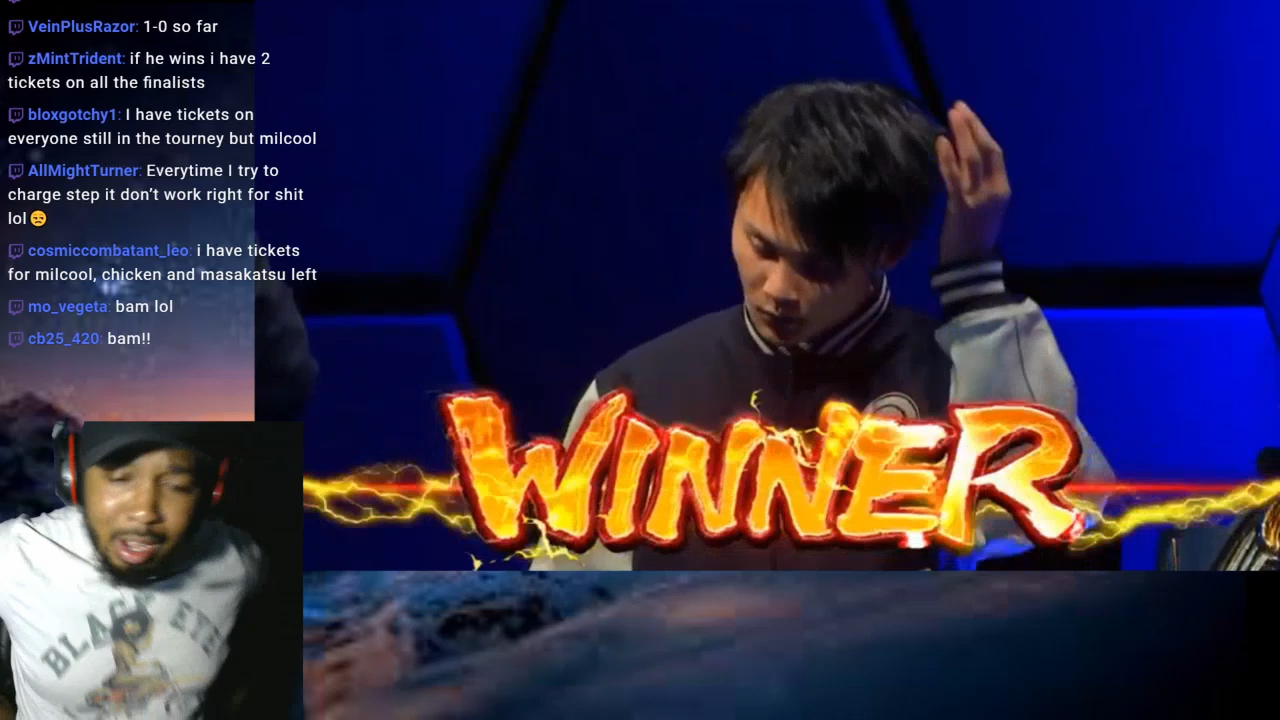 VeinPlusRazor: 1-0 so far
zMintTrident: if he wins i have 2
tickets on all the finalists
bloxgotchy1: I have tickets on
everyone still in the tourney but milcool
AllMightTurner: Everytime I try to
charge step it don’t work right for shit
lol😒
cosmiccombatant_leo: i have tickets
for milcool, chicken and masakatsu left
mo_vegeta: bam lol
cb25_420: bam!!
WINNER
BLACK EYE